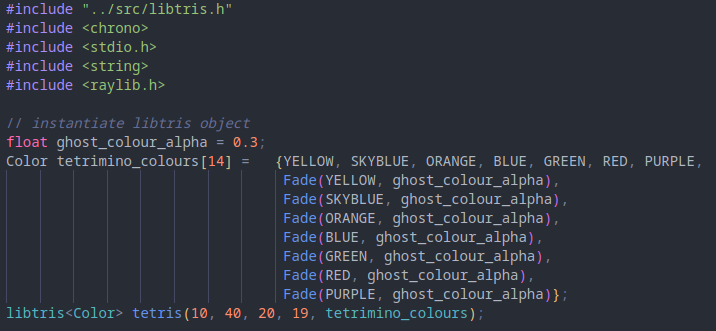 #include "../src/libtris.h"
#include <chrono>
#include <stdio.h>
#include <string>
#include <raylib.h>
// instantiate libtris object
float ghost_colour_alpha = 0.3;
Color tetrimino_colours[14] =   {YELLOW, SKYBLUE, ORANGE, BLUE, GREEN, RED, PURPLE,
Fade(YELLOW, ghost_colour_alpha),
Fade(SKYBLUE, ghost_colour_alpha),
Fade(ORANGE, ghost_colour_alpha),
Fade(BLUE, ghost_colour_alpha),
Fade(GREEN, ghost_colour_alpha),
Fade(RED, ghost_colour_alpha),
Fade(PURPLE, ghost_colour_alpha)};
libtris<Color> tetris(10, 40, 20, 19, tetrimino_colours);